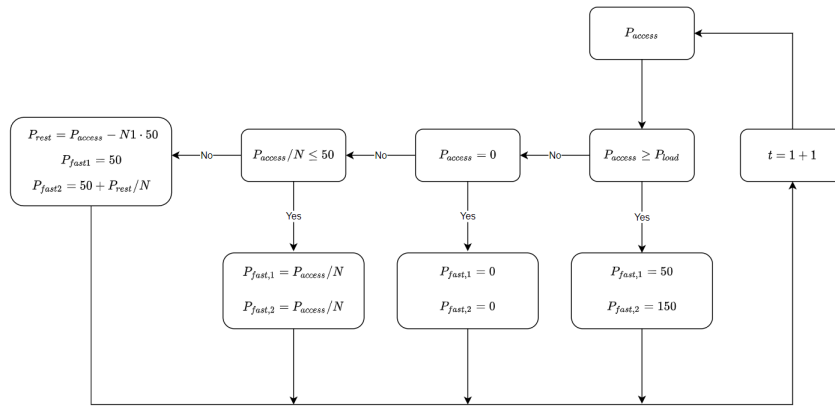 P_access
P_rest = P_access − N1 · 50
P_fast1 = 50
P_fast2 = 50 + P_rest/N
No
P_access/N ≤ 50
No
P_access = 0
No
P_access ≥ P_load
t = 1 + 1
Yes
Yes
Yes
P_fast,1 = P_access/N
P_fast,2 = P_access/N
P_fast,1 = 0
P_fast,2 = 0
P_fast,1 = 50
P_fast,2 = 150